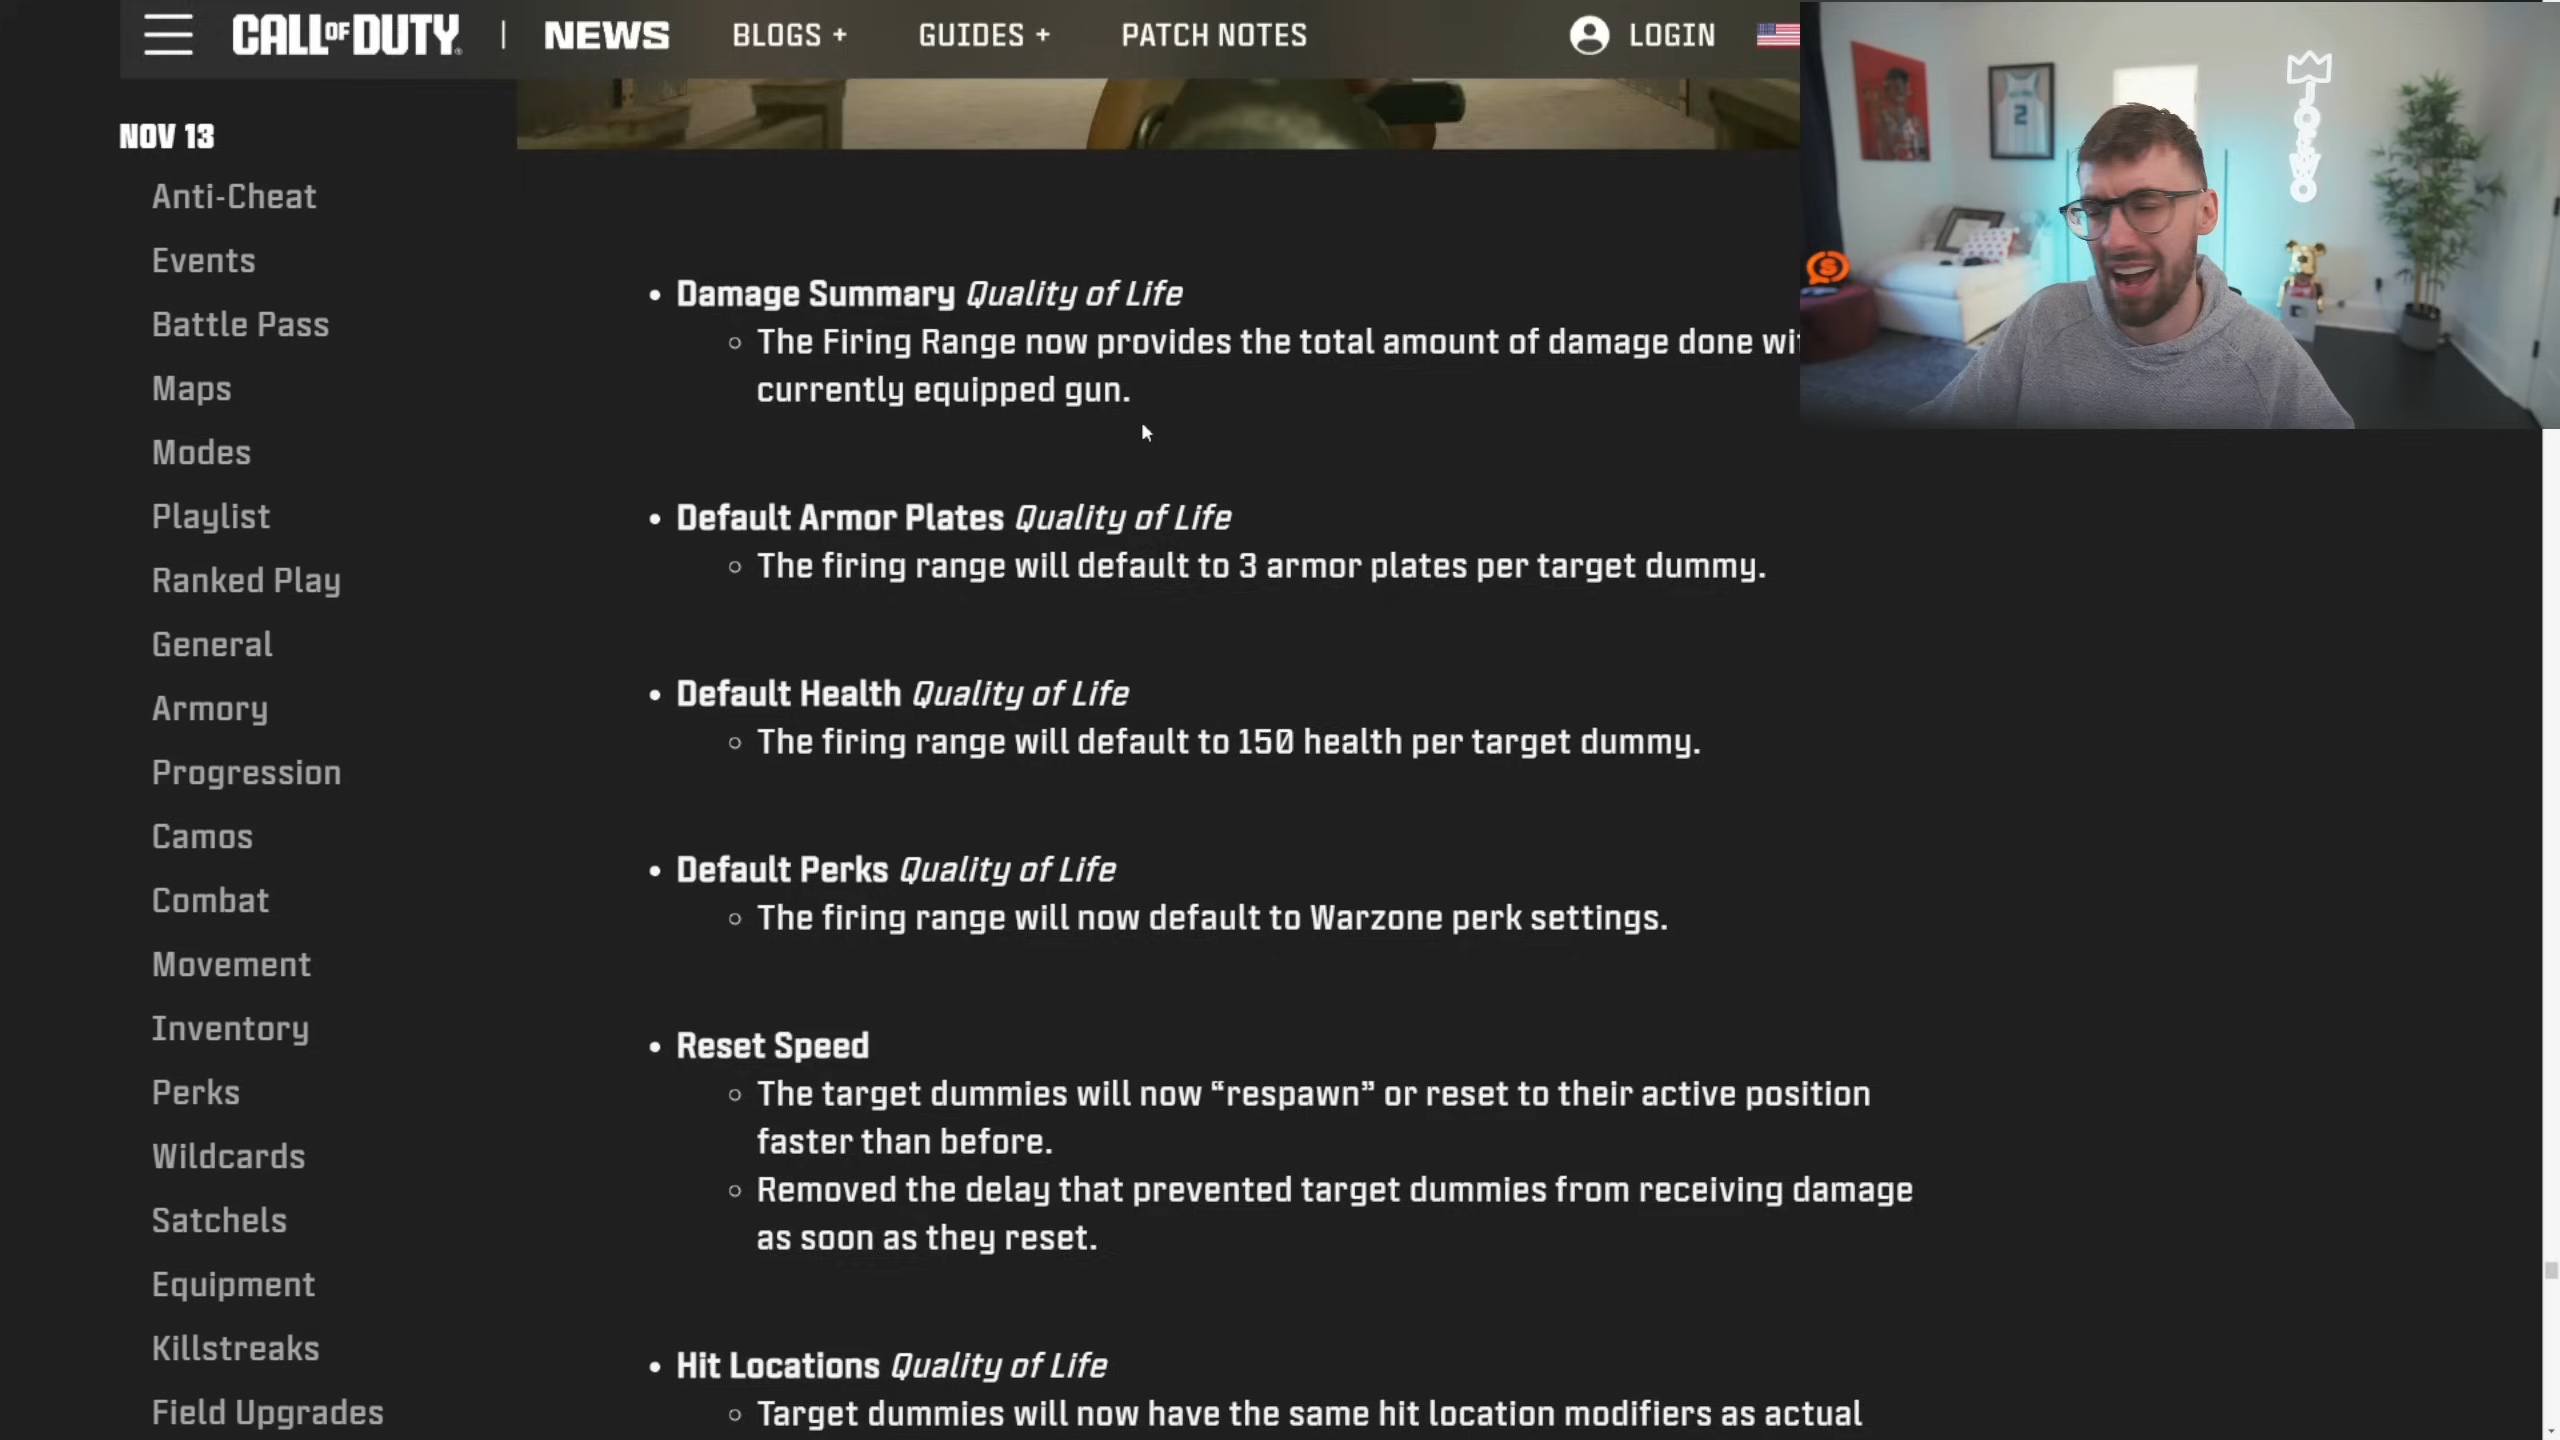 CALL OF DUTY | NEWS BLOGS + GUIDES + PATCH NOTES LOGIN
NOV 13
Anti-Cheat
Events
Battle Pass
Maps
Modes
Playlist
Ranked Play
General
Armory
Progression
Camos
Combat
Movement
Inventory
Perks
Wildcards
Satchels
Equipment
Killstreaks
Field Upgrades
• Damage Summary Quality of Life
◦ The Firing Range now provides the total amount of damage done
currently equipped gun.
• Default Armor Plates Quality of Life
◦ The firing range will default to 3 armor plates per target dummy.
• Default Health Quality of Life
◦ The firing range will default to 150 health per target dummy.
• Default Perks Quality of Life
◦ The firing range will now default to Warzone perk settings.
• Reset Speed
◦ The target dummies will now “respawn” or reset to their active position
faster than before.
◦ Removed the delay that prevented target dummies from receiving damage
as soon as they reset.
• Hit Locations Quality of Life
◦ Target dummies will now have the same hit location modifiers as actual
2